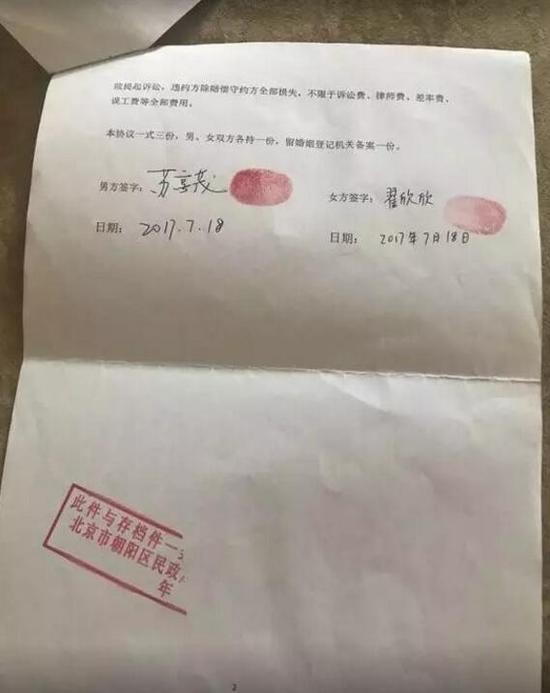 致提起诉讼,违约方除赔偿守约方全部损失,不限于诉讼费、律师费、差率费、
误工费等全部费用。
本协议一式三份,男、女双方各持一份,留婚姻登记机关备案一份。
男方签字:苏享茂 女方签字:翟欣欣
日期:2017.7.18 日期:2017年7月18日
此件与存档件一
北京市朝阳区民政
年
2